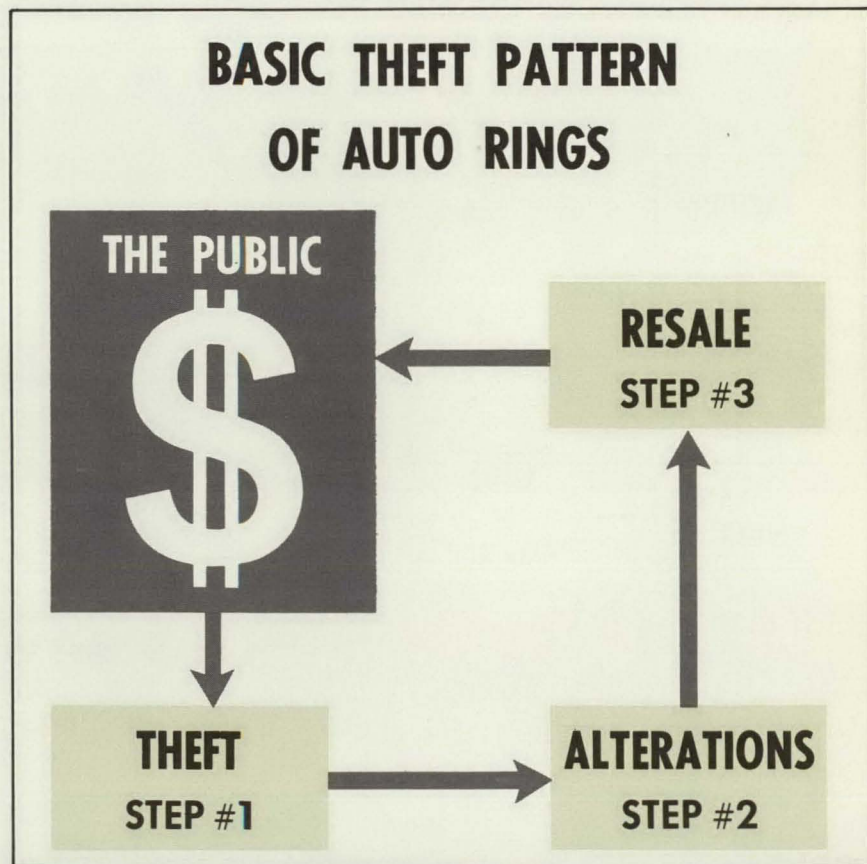 BASIC THEFT PATTERN
OF AUTO RINGS
THE PUBLIC
$
RESALE
STEP #3
THEFT
STEP #1
ALTERATIONS
STEP #2